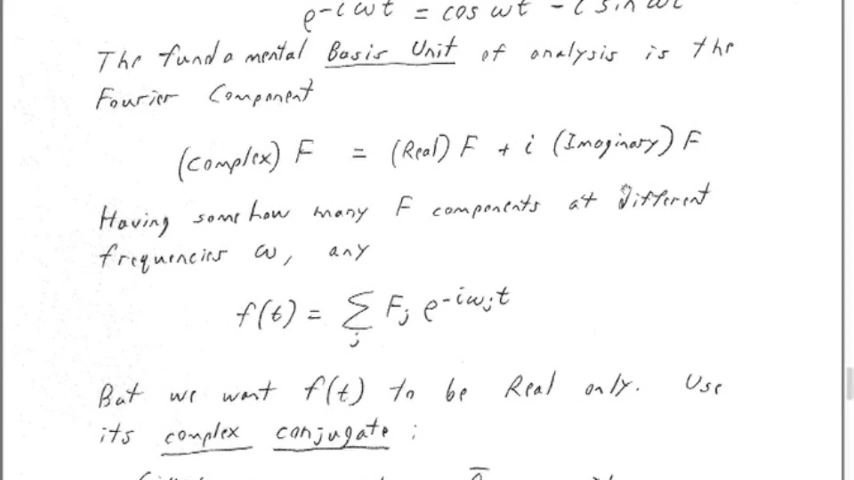 e^{-iωt} = cos ωt - i sin ωt
The fundamental Basis Unit of analysis is the
Fourier Component
(Complex) F = (Real) F + i (Imaginary) F
Having somehow many F components at different
frequencies ω, any
f(t) = Σ_j F_j e^{-iω_j t}
But we want f(t) to be Real only. Use
its complex conjugate :